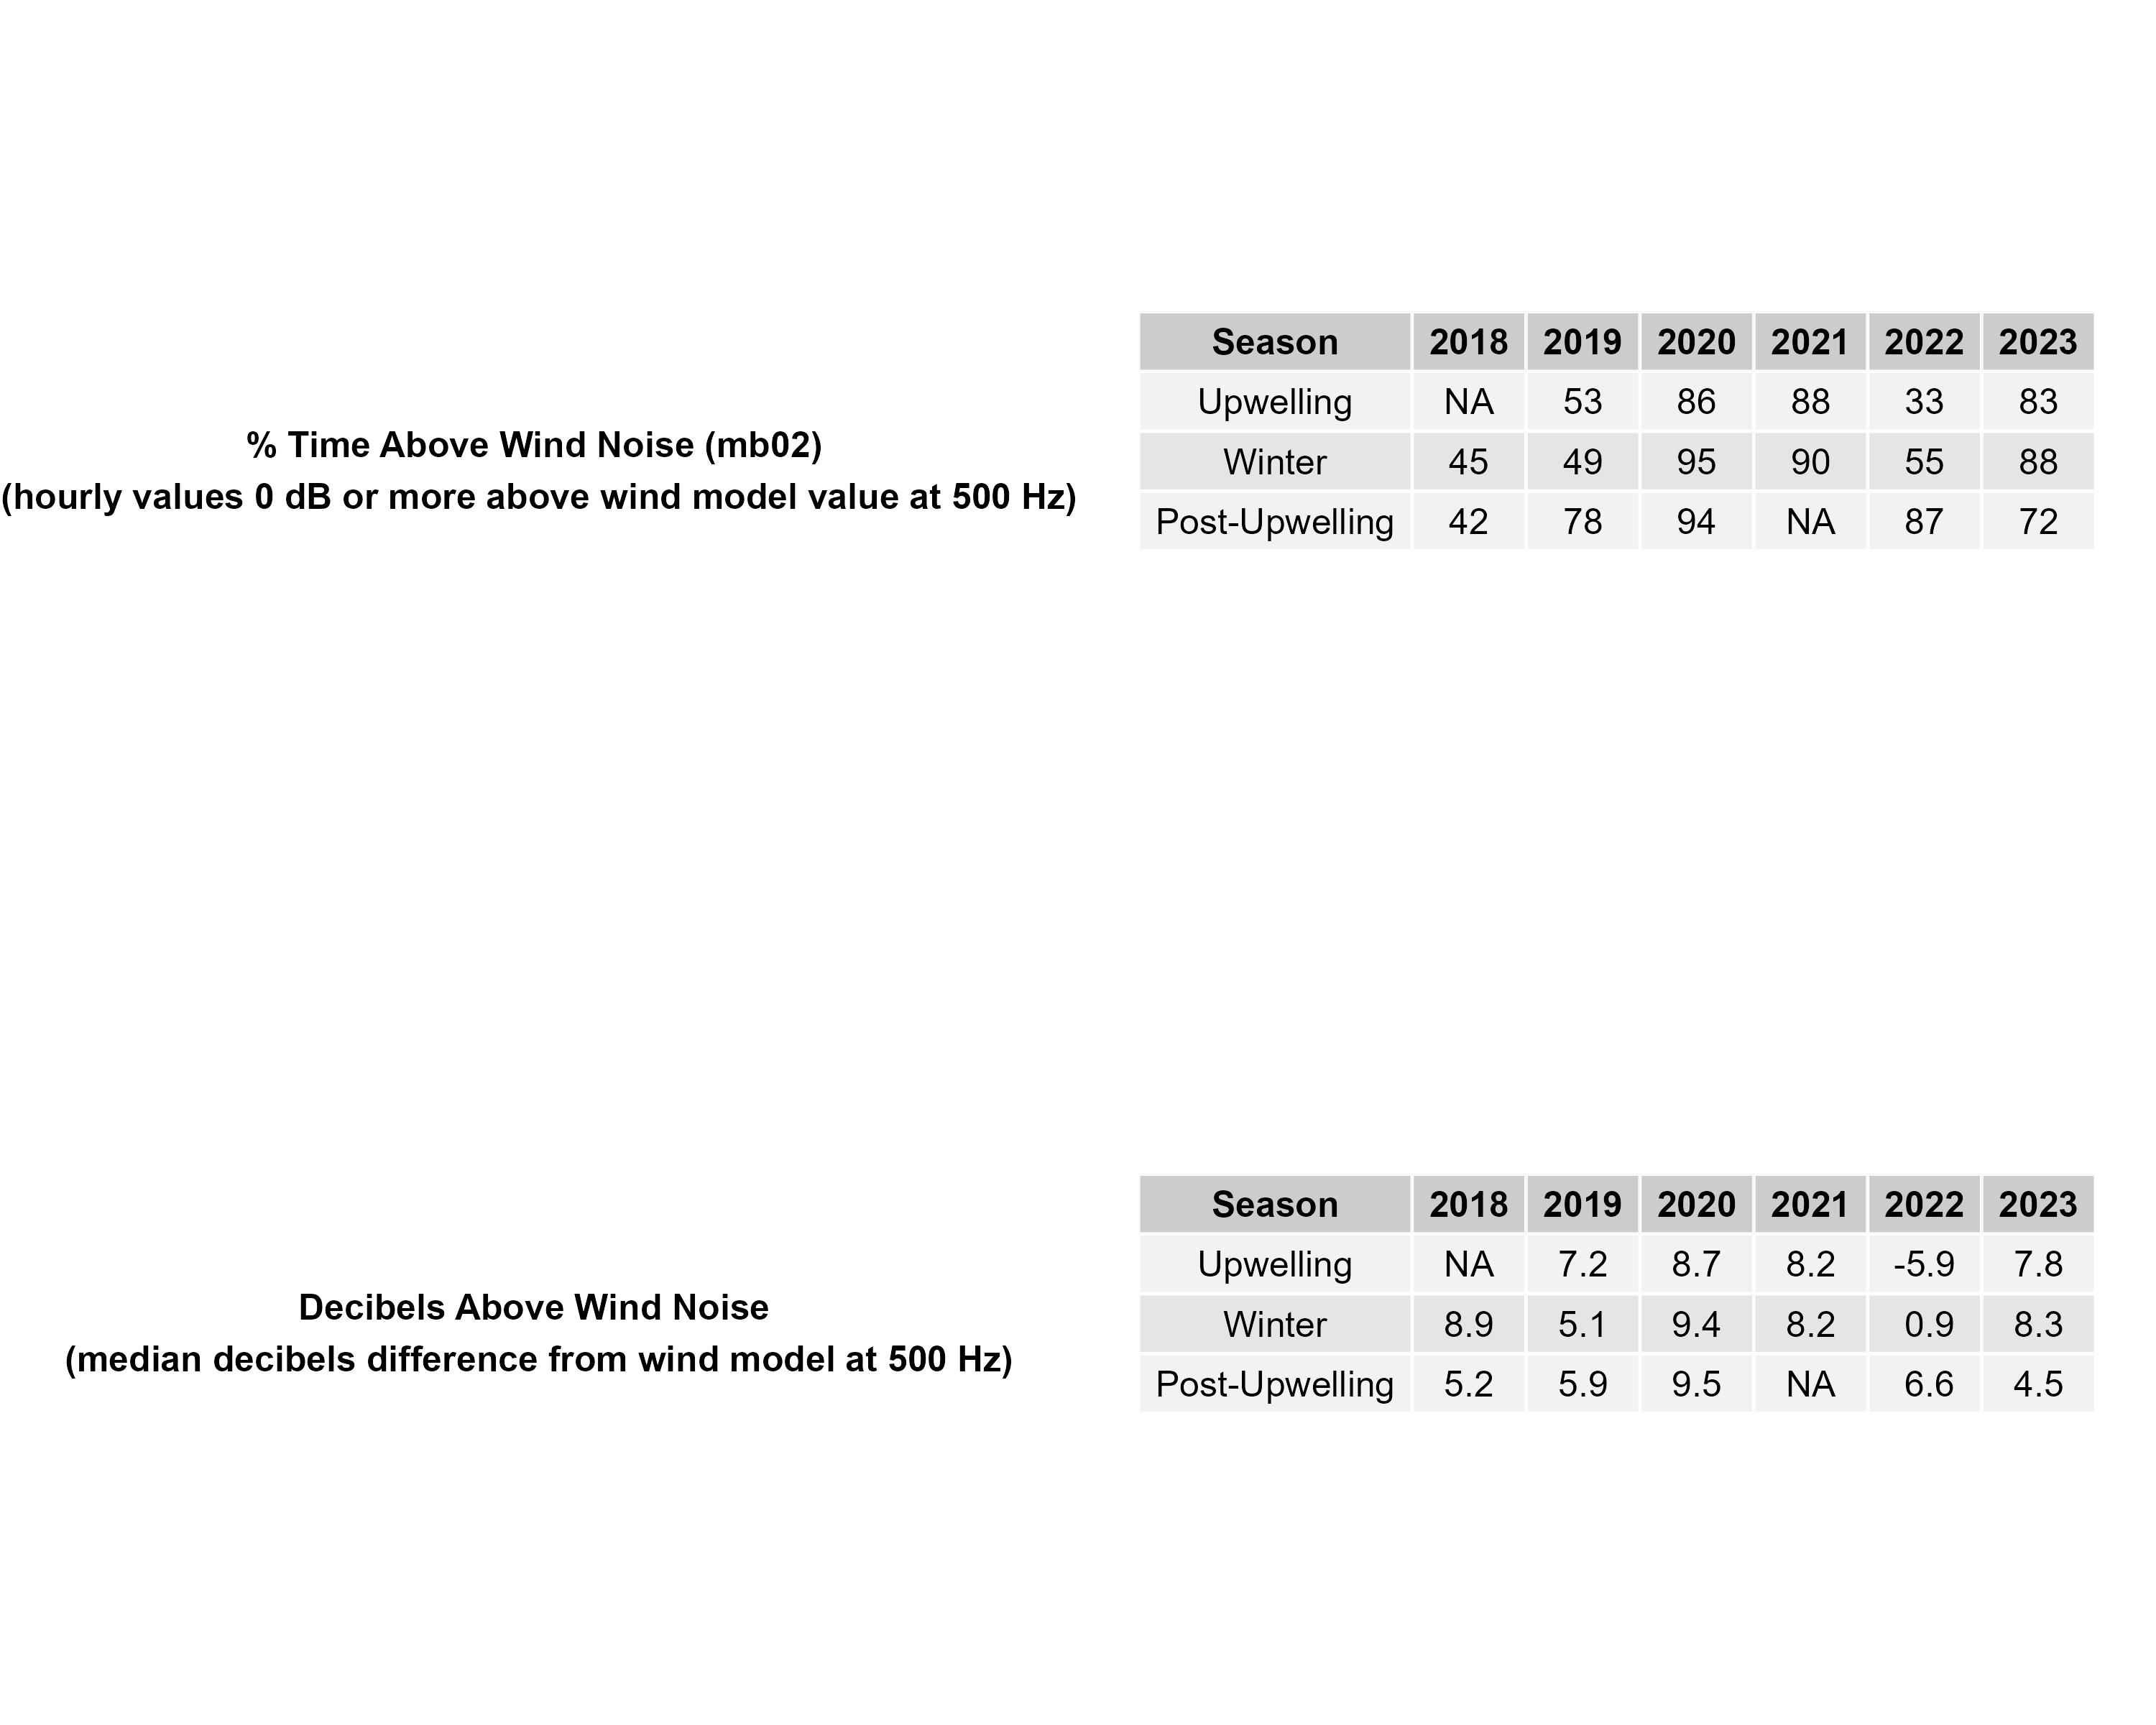 % Time Above Wind Noise (mb02)
(hourly values 0 dB or more above wind model value at 500 Hz)
Season 2018 2019 2020 2021 2022 2023
Upwelling NA 53 86 88 33 83
Winter 45 49 95 90 55 88
Post-Upwelling 42 78 94 NA 87 72
Decibels Above Wind Noise
(median decibels difference from wind model at 500 Hz)
Season 2018 2019 2020 2021 2022 2023
Upwelling NA 7.2 8.7 8.2 -5.9 7.8
Winter 8.9 5.1 9.4 8.2 0.9 8.3
Post-Upwelling 5.2 5.9 9.5 NA 6.6 4.5